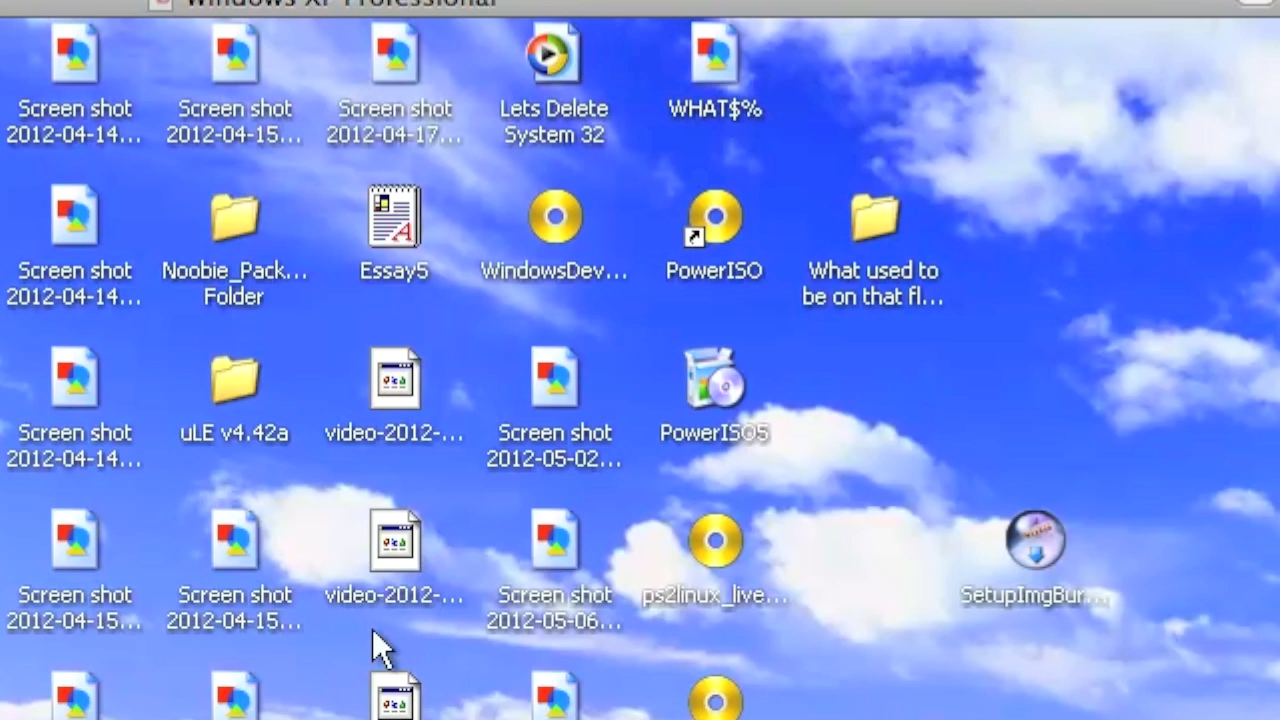 Windows XP Professional
Screen shot
2012-04-14...
Screen shot
2012-04-15...
Screen shot
2012-04-17...
Lets Delete
System 32
WHAT$%
Screen shot
2012-04-14...
Noobie_Pack...
Folder
Essay5
WindowsDev...
PowerISO
What used to
be on that fl...
Screen shot
2012-04-14...
uLE v4.42a
video-2012-...
Screen shot
2012-05-02...
PowerISO5
Screen shot
2012-04-15...
Screen shot
2012-04-15...
video-2012-...
Screen shot
2012-05-06...
ps2linux_live...
SetupImgBur...